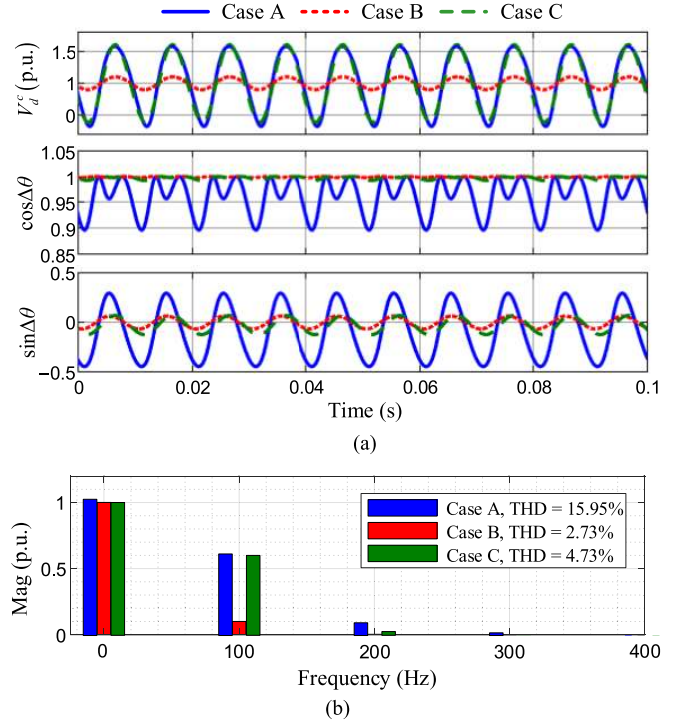 Case A Case B Case C
V_d^c (p.u.)
1.5
1
0
cosΔθ
1.05
1
0.95
0.9
0.85
sinΔθ
0.5
0
−0.5
0 0.02 0.04 0.06 0.08 0.1
Time (s)
(a)
Mag (p.u.)
1
0.5
0
Case A, THD = 15.95%
Case B, THD = 2.73%
Case C, THD = 4.73%
0 100 200 300 400
Frequency (Hz)
(b)